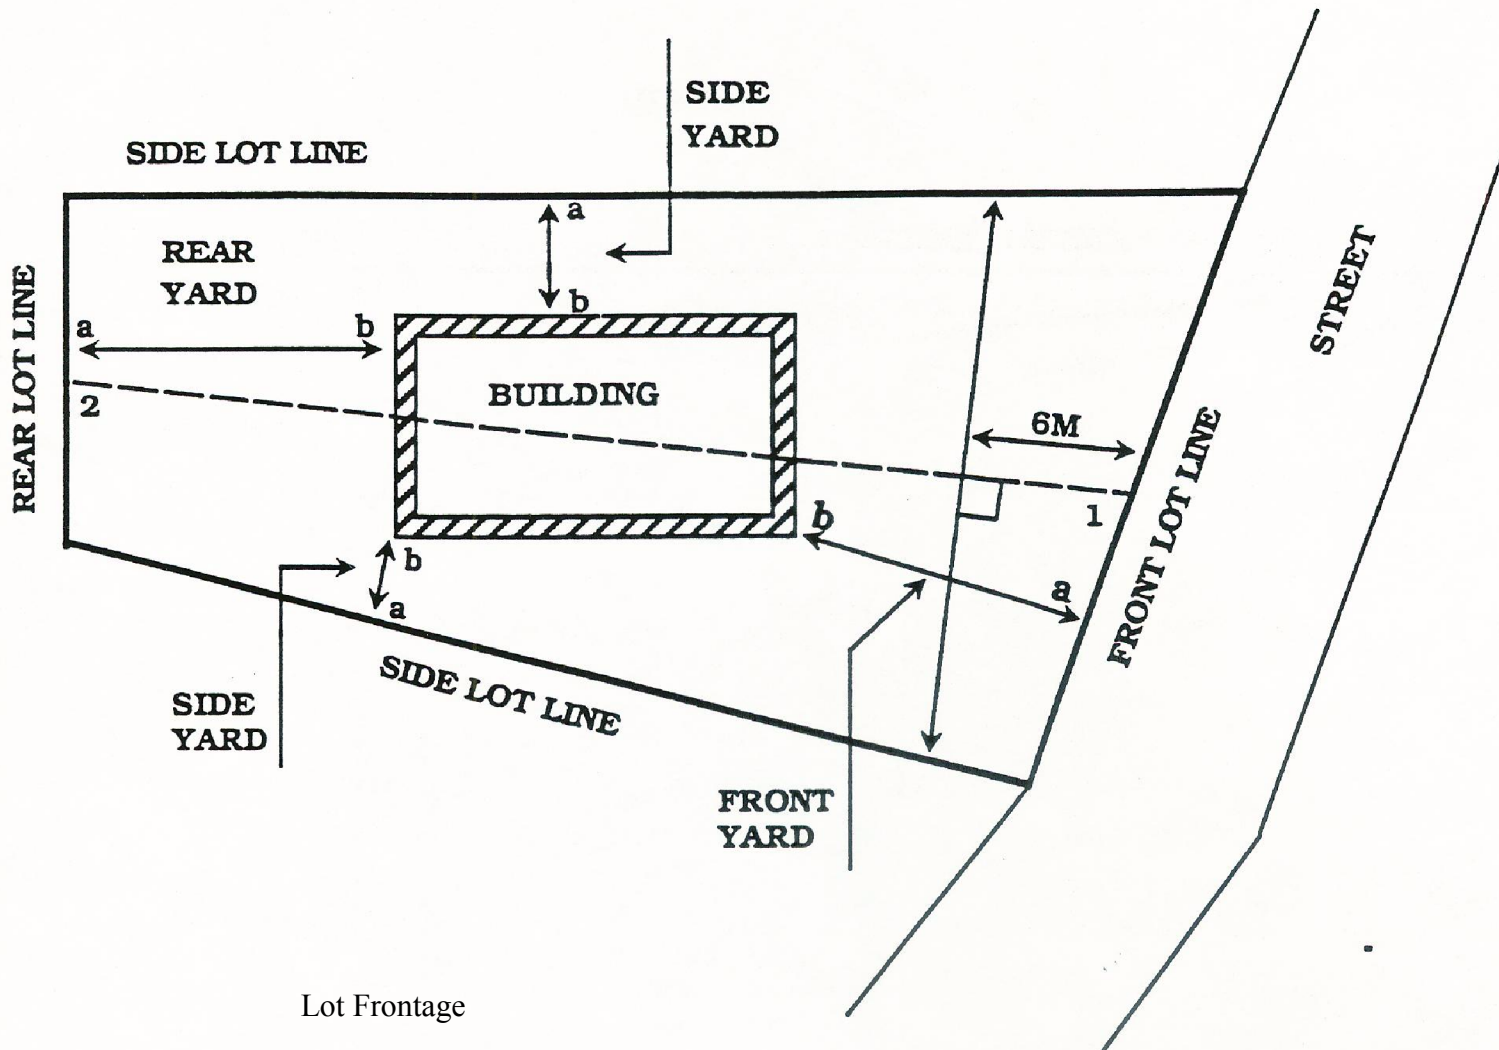 SIDE
YARD
SIDE LOT LINE
a
REAR
YARD
b
a
b
REAR LOT LINE
2
BUILDING
6M
STREET
FRONT LOT LINE
1
b
a
b
a
SIDE LOT LINE
SIDE
YARD
FRONT
YARD
Lot Frontage